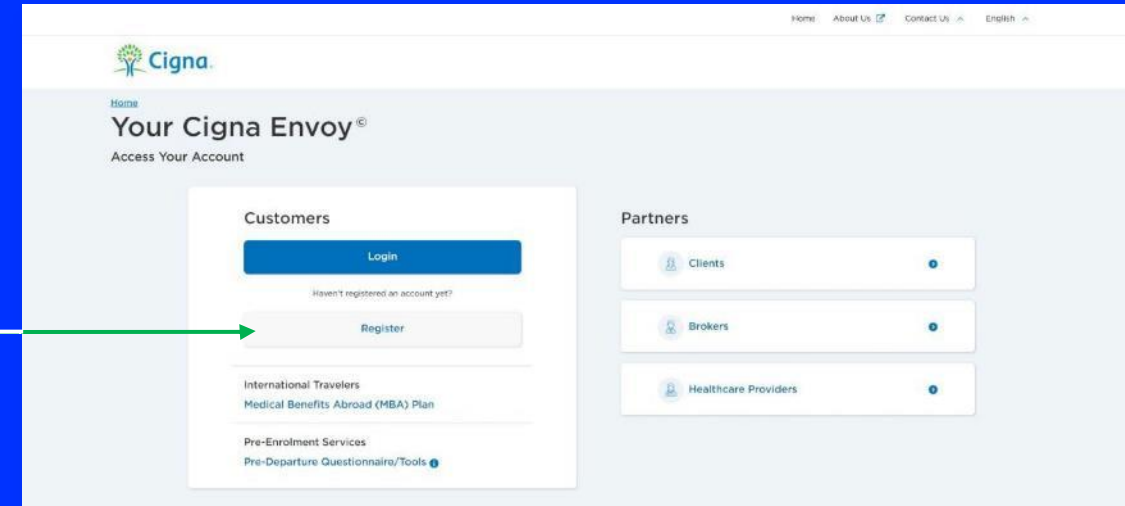 Home About Us Contact Us English
Cigna.
Home
Your Cigna Envoy©
Access Your Account
Customers
Login
Haven't registered an account yet?
Register
International Travelers
Medical Benefits Abroad (MBA) Plan
Pre-Enrolment Services
Pre-Departure Questionnaire/Tools
Partners
Clients
Brokers
Healthcare Providers